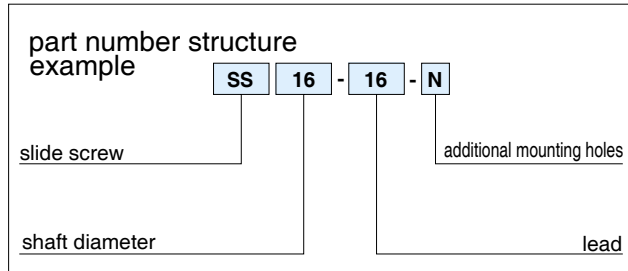 part number structure
example
SS 16 - 16 - N
slide screw
additional mounting holes
shaft diameter
lead